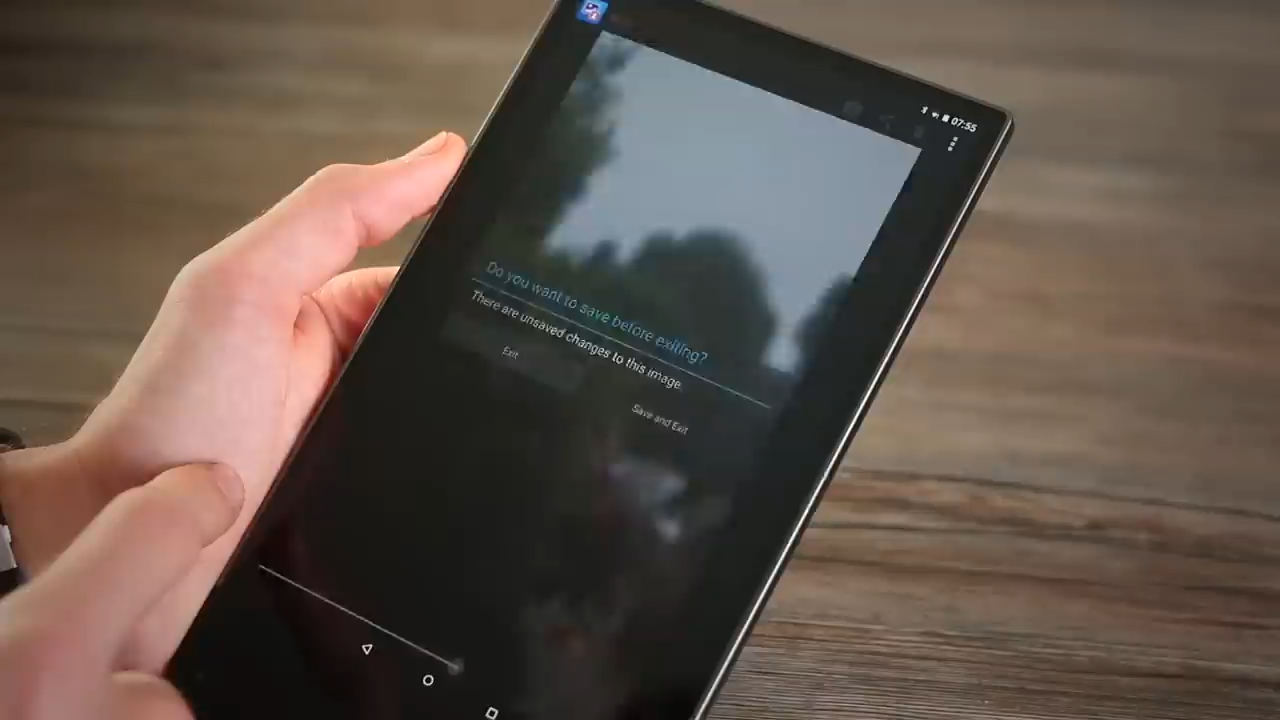 07:55
Do you want to save before exiting?
There are unsaved changes to this image.
Exit
Save and Exit